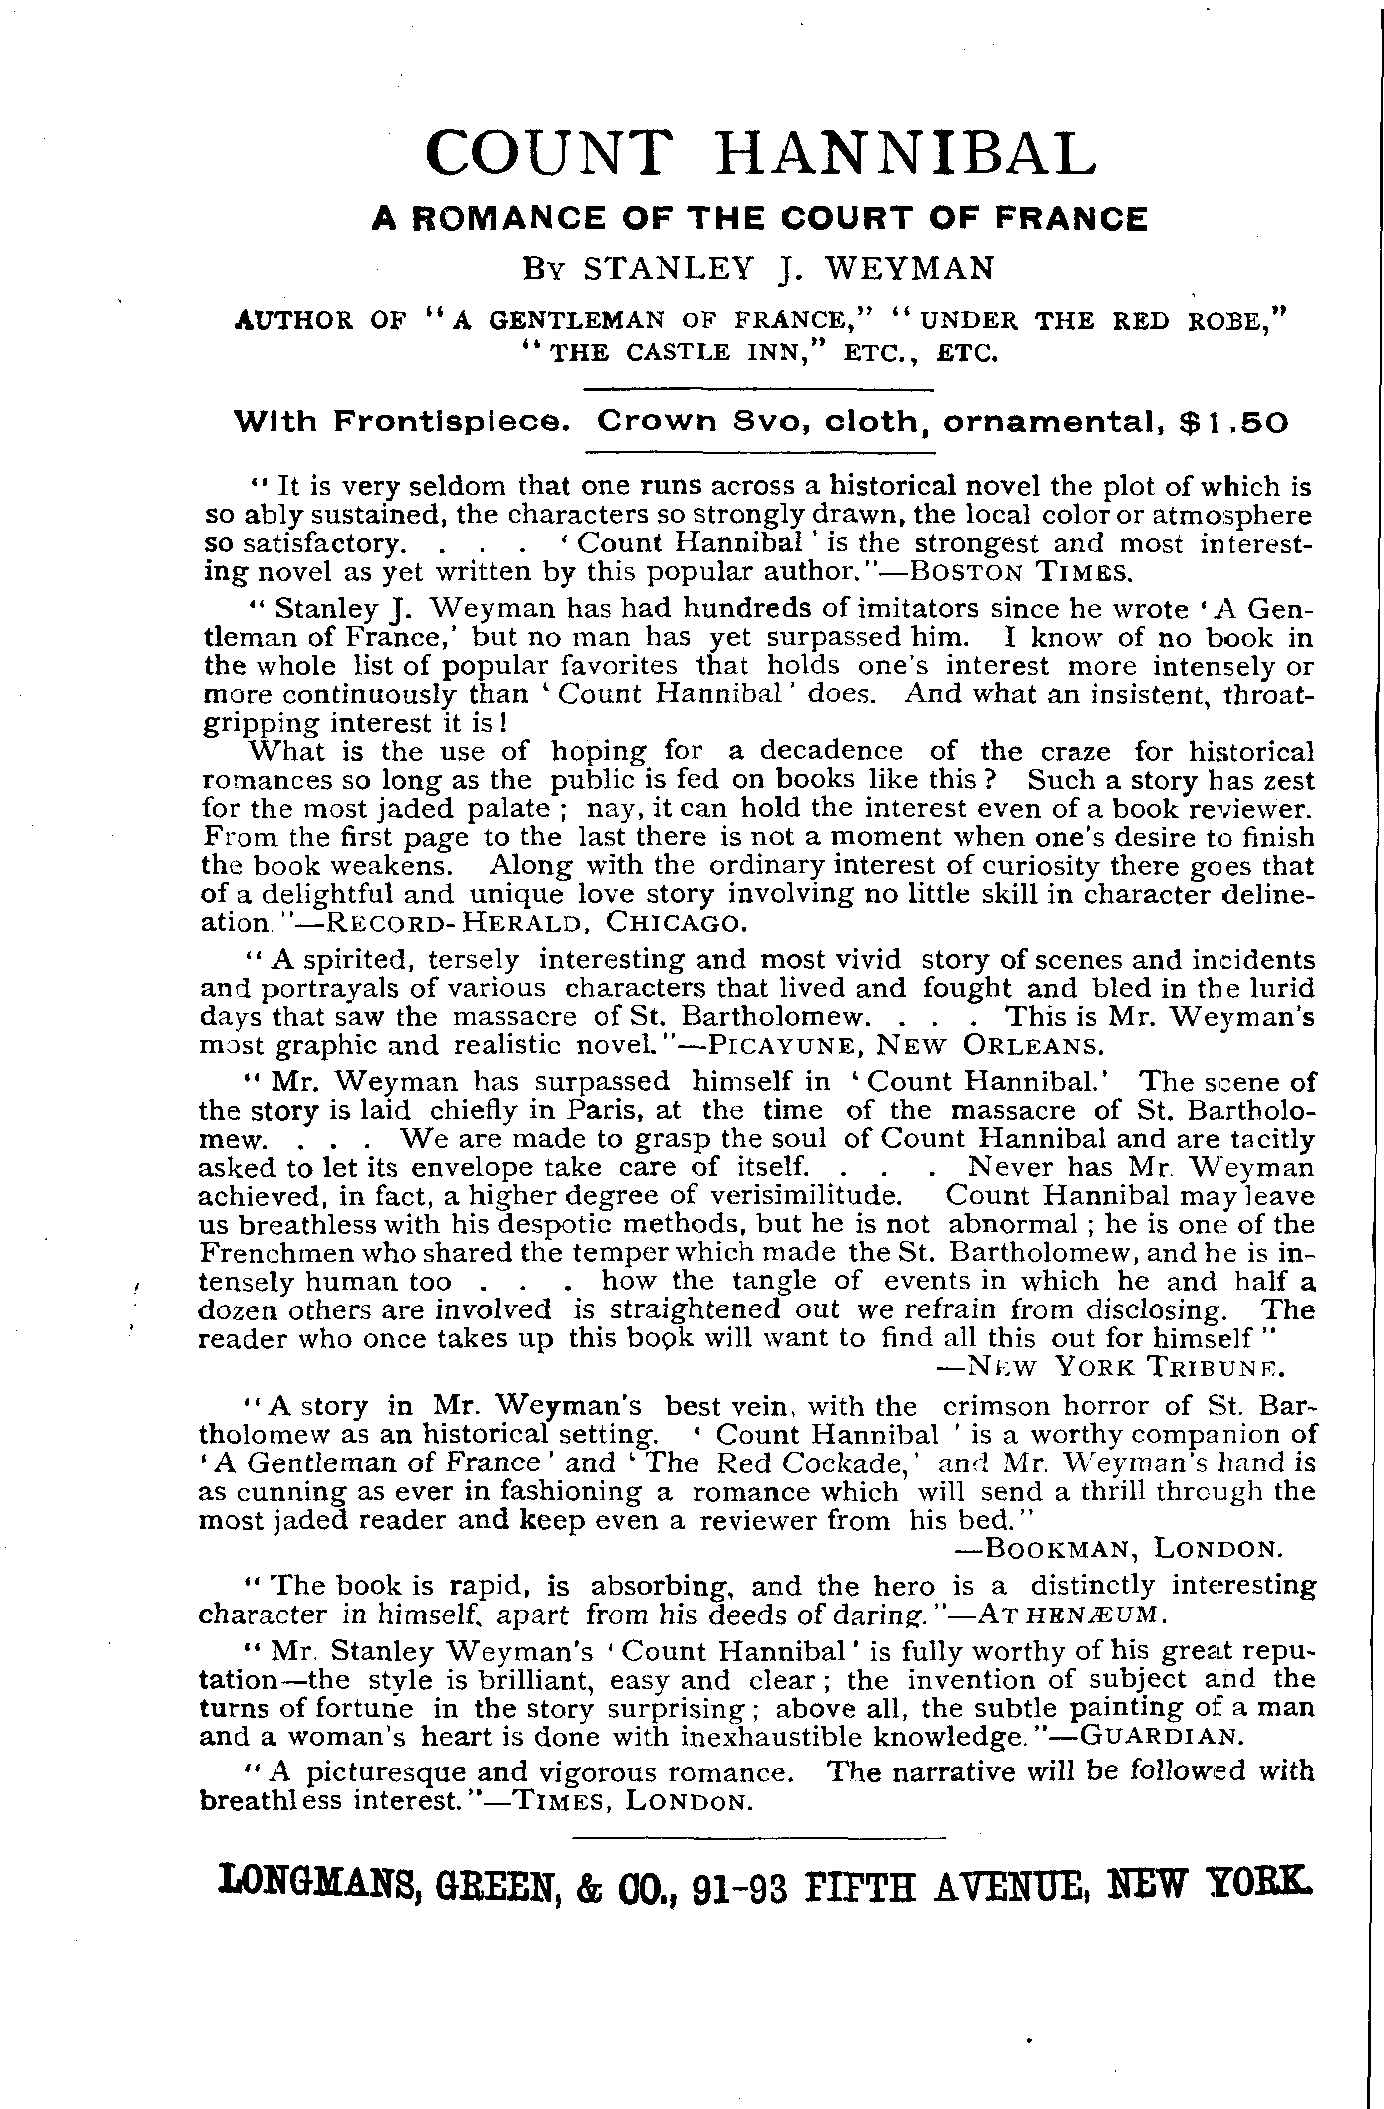 COUNT HANNIBAL
A ROMANCE OF THE COURT OF FRANCE
By STANLEY J. WEYMAN
AUTHOR OF "A GENTLEMAN OF FRANCE," "UNDER THE RED ROBE,"
"THE CASTLE INN," ETC., ETC.
With Frontispiece. Crown 8vo, cloth, ornamental, $1.50
"It is very seldom that one runs across a historical novel the plot of which is
so ably sustained, the characters so strongly drawn, the local color or atmosphere
so satisfactory. . . . 'Count Hannibal' is the strongest and most interest-
ing novel as yet written by this popular author."—BOSTON TIMES.
"Stanley J. Weyman has had hundreds of imitators since he wrote 'A Gen-
tleman of France,' but no man has yet surpassed him. I know of no book in
the whole list of popular favorites that holds one's interest more intensely or
more continuously than 'Count Hannibal' does. And what an insistent, throat-
gripping interest it is!
What is the use of hoping for a decadence of the craze for historical
romances so long as the public is fed on books like this? Such a story has zest
for the most jaded palate; nay, it can hold the interest even of a book reviewer.
From the first page to the last there is not a moment when one's desire to finish
the book weakens. Along with the ordinary interest of curiosity there goes that
of a delightful and unique love story involving no little skill in character deline-
ation."—RECORD-HERALD, CHICAGO.
"A spirited, tersely interesting and most vivid story of scenes and incidents
and portrayals of various characters that lived and fought and bled in the lurid
days that saw the massacre of St. Bartholomew. . . . This is Mr. Weyman's
most graphic and realistic novel."—PICAYUNE, NEW ORLEANS.
"Mr. Weyman has surpassed himself in 'Count Hannibal.' The scene of
the story is laid chiefly in Paris, at the time of the massacre of St. Bartholo-
mew. . . . We are made to grasp the soul of Count Hannibal and are tacitly
asked to let its envelope take care of itself. . . . Never has Mr. Weyman
achieved, in fact, a higher degree of verisimilitude. Count Hannibal may leave
us breathless with his despotic methods, but he is not abnormal; he is one of the
Frenchmen who shared the temper which made the St. Bartholomew, and he is in-
tensely human too . . . how the tangle of events in which he and half a
dozen others are involved is straightened out we refrain from disclosing. The
reader who once takes up this book will want to find all this out for himself"
—NEW YORK TRIBUNE.
"A story in Mr. Weyman's best vein, with the crimson horror of St. Bar-
tholomew as an historical setting. 'Count Hannibal' is a worthy companion of
'A Gentleman of France' and 'The Red Cockade,' and Mr. Weyman's hand is
as cunning as ever in fashioning a romance which will send a thrill through the
most jaded reader and keep even a reviewer from his bed."
—BOOKMAN, LONDON.
"The book is rapid, is absorbing, and the hero is a distinctly interesting
character in himself, apart from his deeds of daring."—ATHENÆUM.
"Mr. Stanley Weyman's 'Count Hannibal' is fully worthy of his great repu-
tation—the style is brilliant, easy and clear; the invention of subject and the
turns of fortune in the story surprising; above all, the subtle painting of a man
and a woman's heart is done with inexhaustible knowledge."—GUARDIAN.
"A picturesque and vigorous romance. The narrative will be followed with
breathless interest."—TIMES, LONDON.
LONGMANS, GREEN, & CO., 91-93 FIFTH AVENUE, NEW YORK.